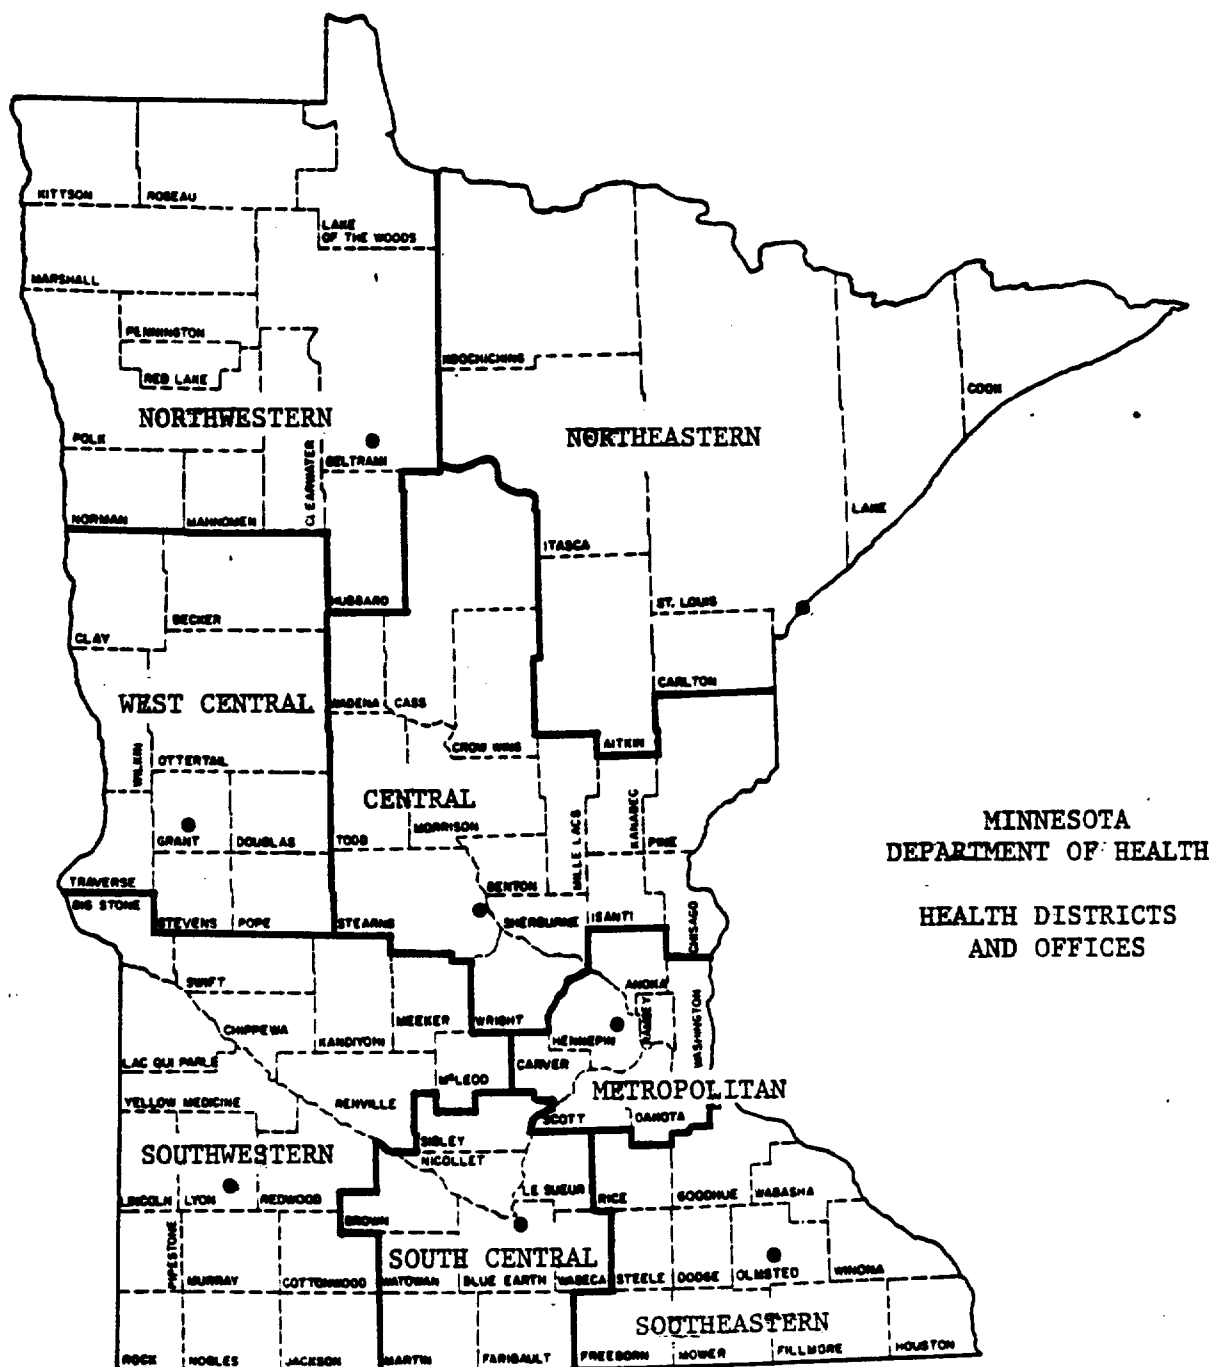 KITTSON
ROSEAU
LAKE
OF THE WOODS
MARSHALL
PENNINGTON
RED LAKE
KOOCHICHING
COOK
NORTHWESTERN
NORTHEASTERN
POLK
CLEARWATER
BELTRAMI
NORMAN
MAHNOMEN
LAKE
ITASCA
HUBBARD
ST. LOUIS
BECKER
CLAY
CARLTON
WEST CENTRAL
WADENA
CASS
CROW WING
AITKIN
WILKIN
OTTERTAIL
CENTRAL
MINNESOTA
DEPARTMENT OF HEALTH
HEALTH DISTRICTS
AND OFFICES
GRANT
DOUGLAS
TODD
MORRISON
MILLE LACS
KANABEC
PINE
TRAVERSE
BIG STONE
STEVENS
POPE
STEARNS
BENTON
SHERBURNE
ISANTI
CHISAGO
SWIFT
ANOKA
CHIPPEWA
KANDIYOHI
MEEKER
WRIGHT
HENNEPIN
RAMSEY
WASHINGTON
LAC QUI PARLE
McLEOD
CARVER
METROPOLITAN
YELLOW MEDICINE
RENVILLE
SCOTT
DAKOTA
SOUTHWESTERN
SIBLEY
NICOLLET
LINCOLN
LYON
REDWOOD
LE SUEUR
RICE
GOODHUE
WABASHA
BROWN
PIPESTONE
MURRAY
COTTONWOOD
SOUTH CENTRAL
WATOWAN
BLUE EARTH
WASECA
STEELE
DODGE
OLMSTED
WINONA
SOUTHEASTERN
ROCK
NOBLES
JACKSON
MARTIN
FARIBAULT
FREEBORN
MOWER
FILLMORE
HOUSTON